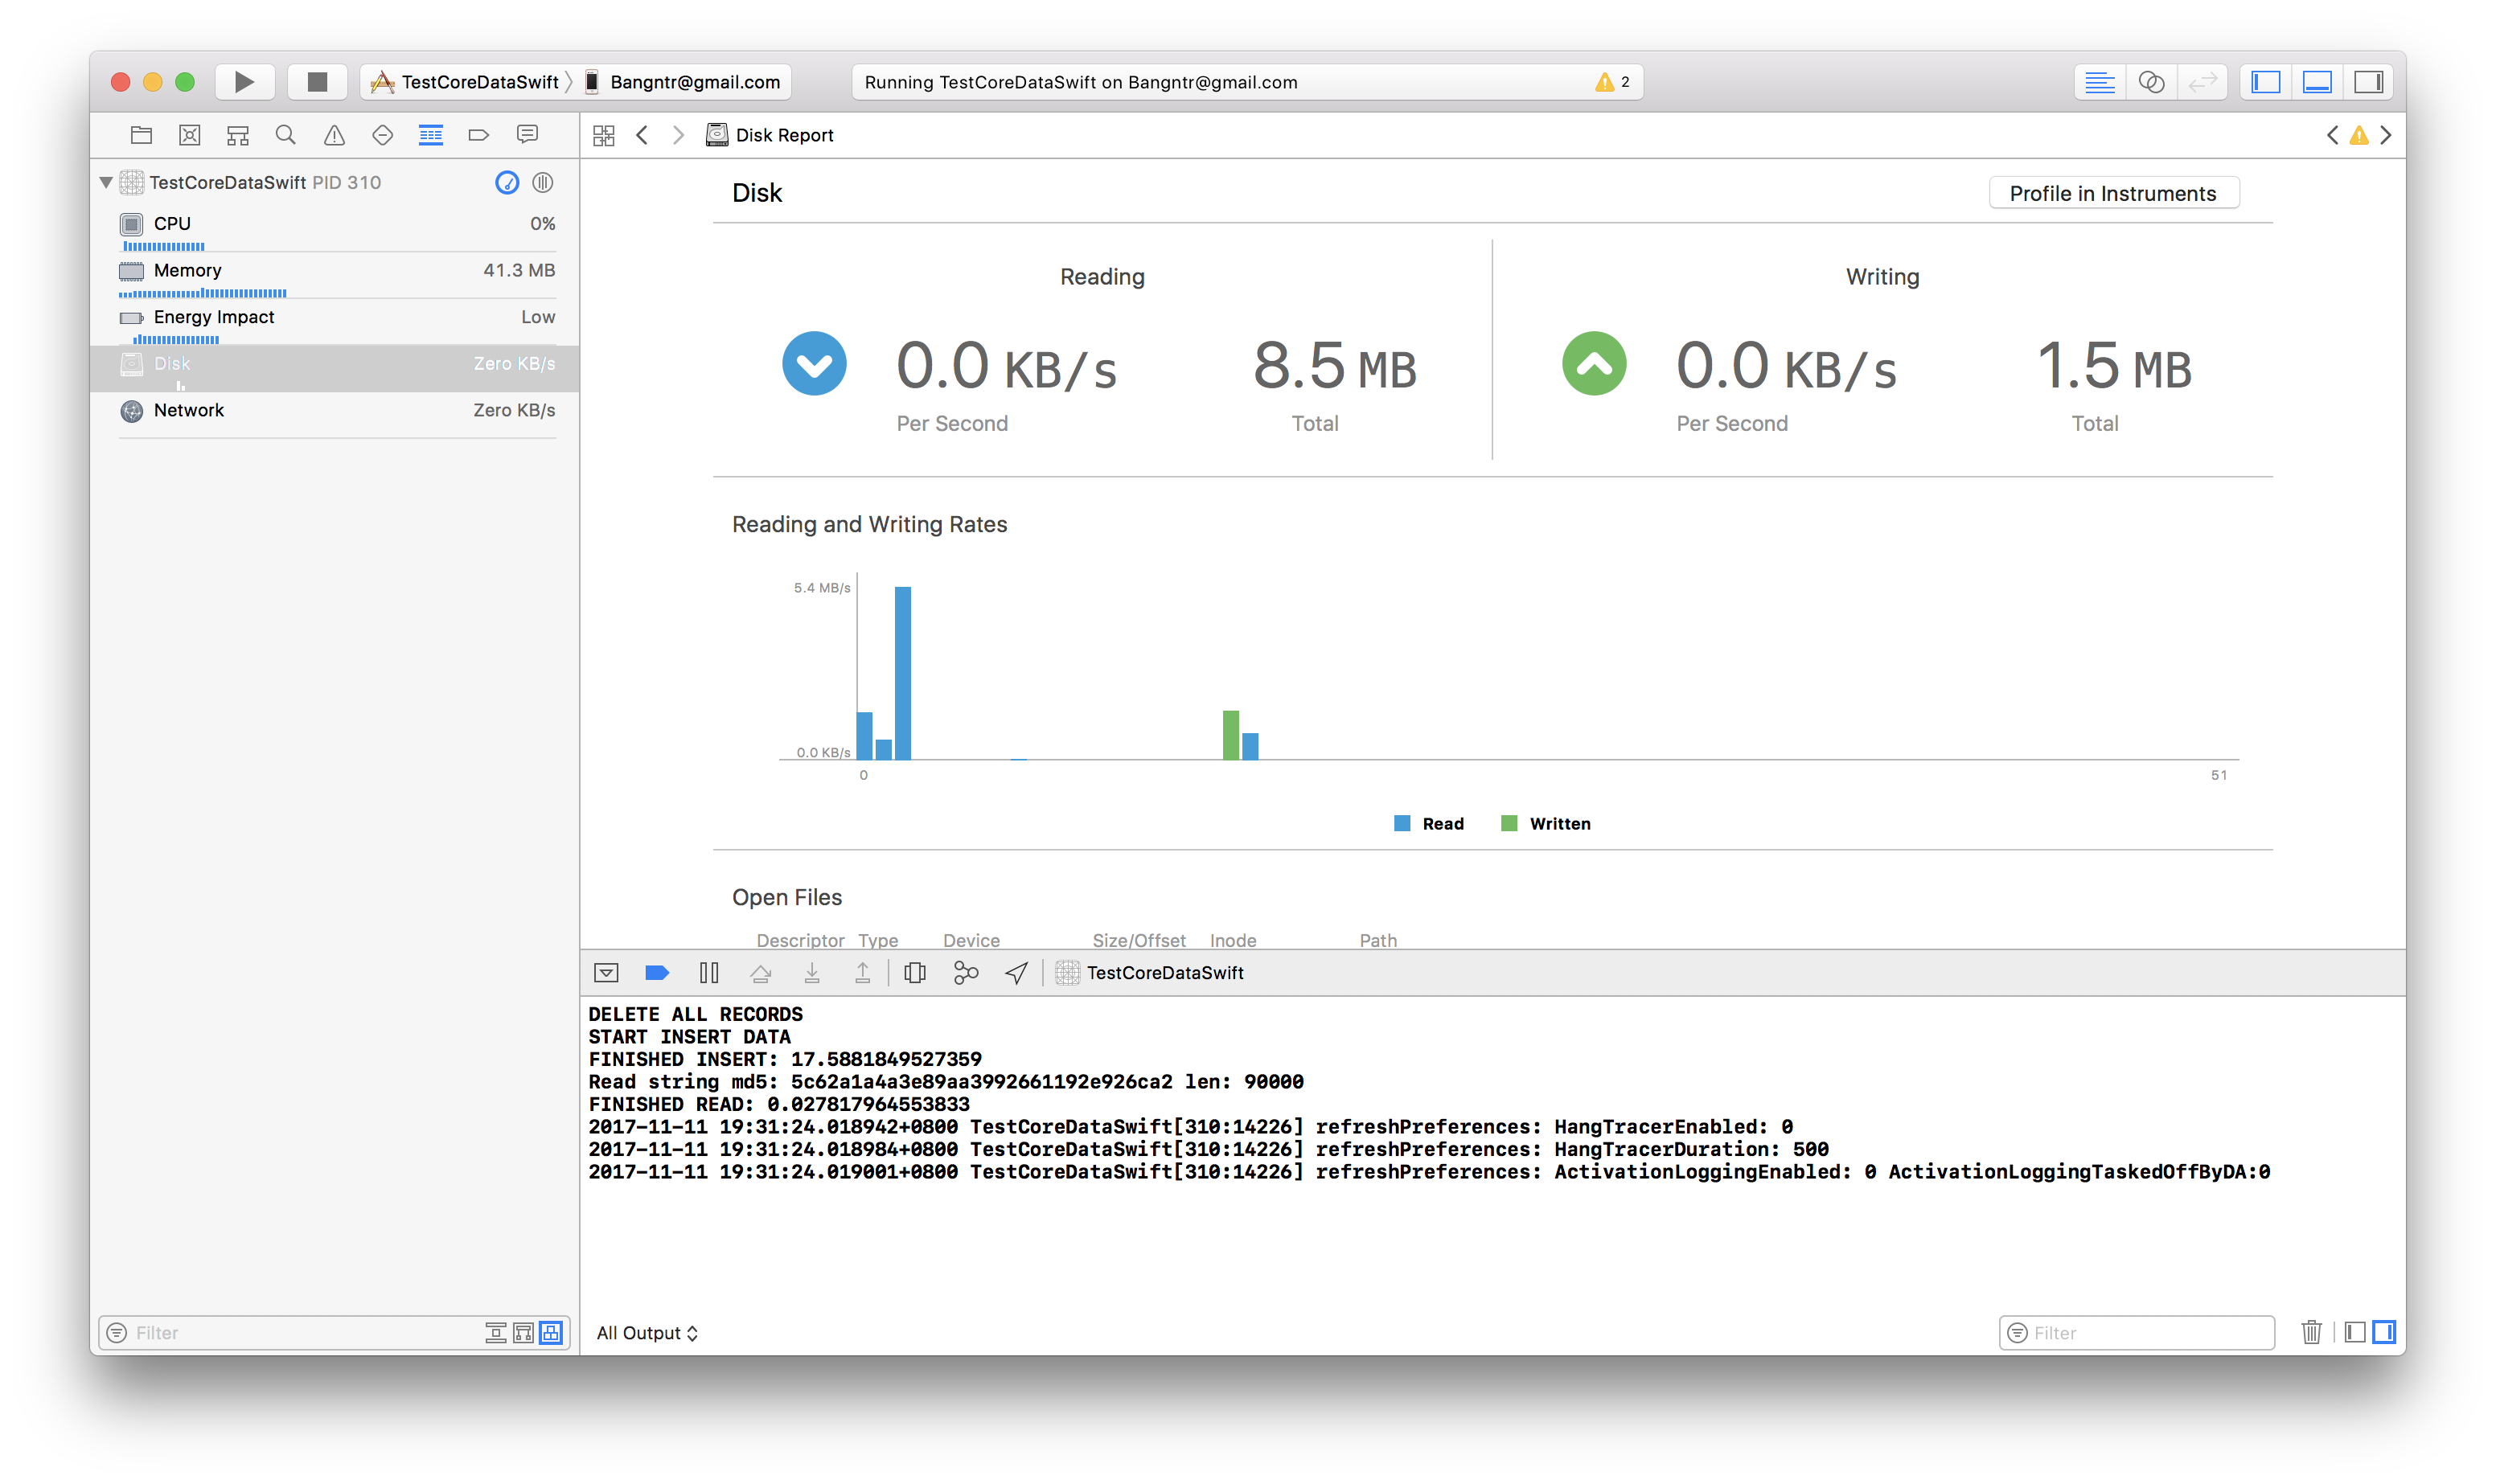 TestCoreDataSwift 〉 Bangntr@gmail.com
Running TestCoreDataSwift on Bangntr@gmail.com 2
Disk Report
TestCoreDataSwift PID 310
CPU 0%
Memory 41.3 MB
Energy Impact Low
Disk Zero KB/s
Network Zero KB/s
Filter
Disk
Profile in Instruments
Reading
0.0 KB/s 8.5 MB
Per Second Total
Writing
0.0 KB/s 1.5 MB
Per Second Total
Reading and Writing Rates
5.4 MB/s
0.0 KB/s
0 51
Read Written
Open Files
Descriptor Type Device Size/Offset Inode Path
TestCoreDataSwift
DELETE ALL RECORDS
START INSERT DATA
FINISHED INSERT: 17.5881849527359
Read string md5: 5c62a1a4a3e89aa3992661192e926ca2 len: 90000
FINISHED READ: 0.027817964553833
2017-11-11 19:31:24.018942+0800 TestCoreDataSwift[310:14226] refreshPreferences: HangTracerEnabled: 0
2017-11-11 19:31:24.018984+0800 TestCoreDataSwift[310:14226] refreshPreferences: HangTracerDuration: 500
2017-11-11 19:31:24.019001+0800 TestCoreDataSwift[310:14226] refreshPreferences: ActivationLoggingEnabled: 0 ActivationLoggingTaskedOffByDA:0
All Output
Filter